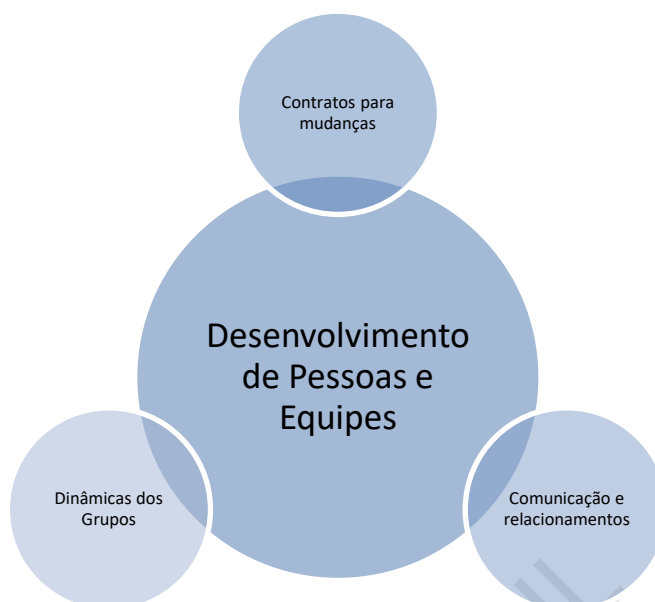 Contratos para
mudanças
Desenvolvimento
de Pessoas e
Equipes
Dinâmicas dos
Grupos
Comunicação e
relacionamentos